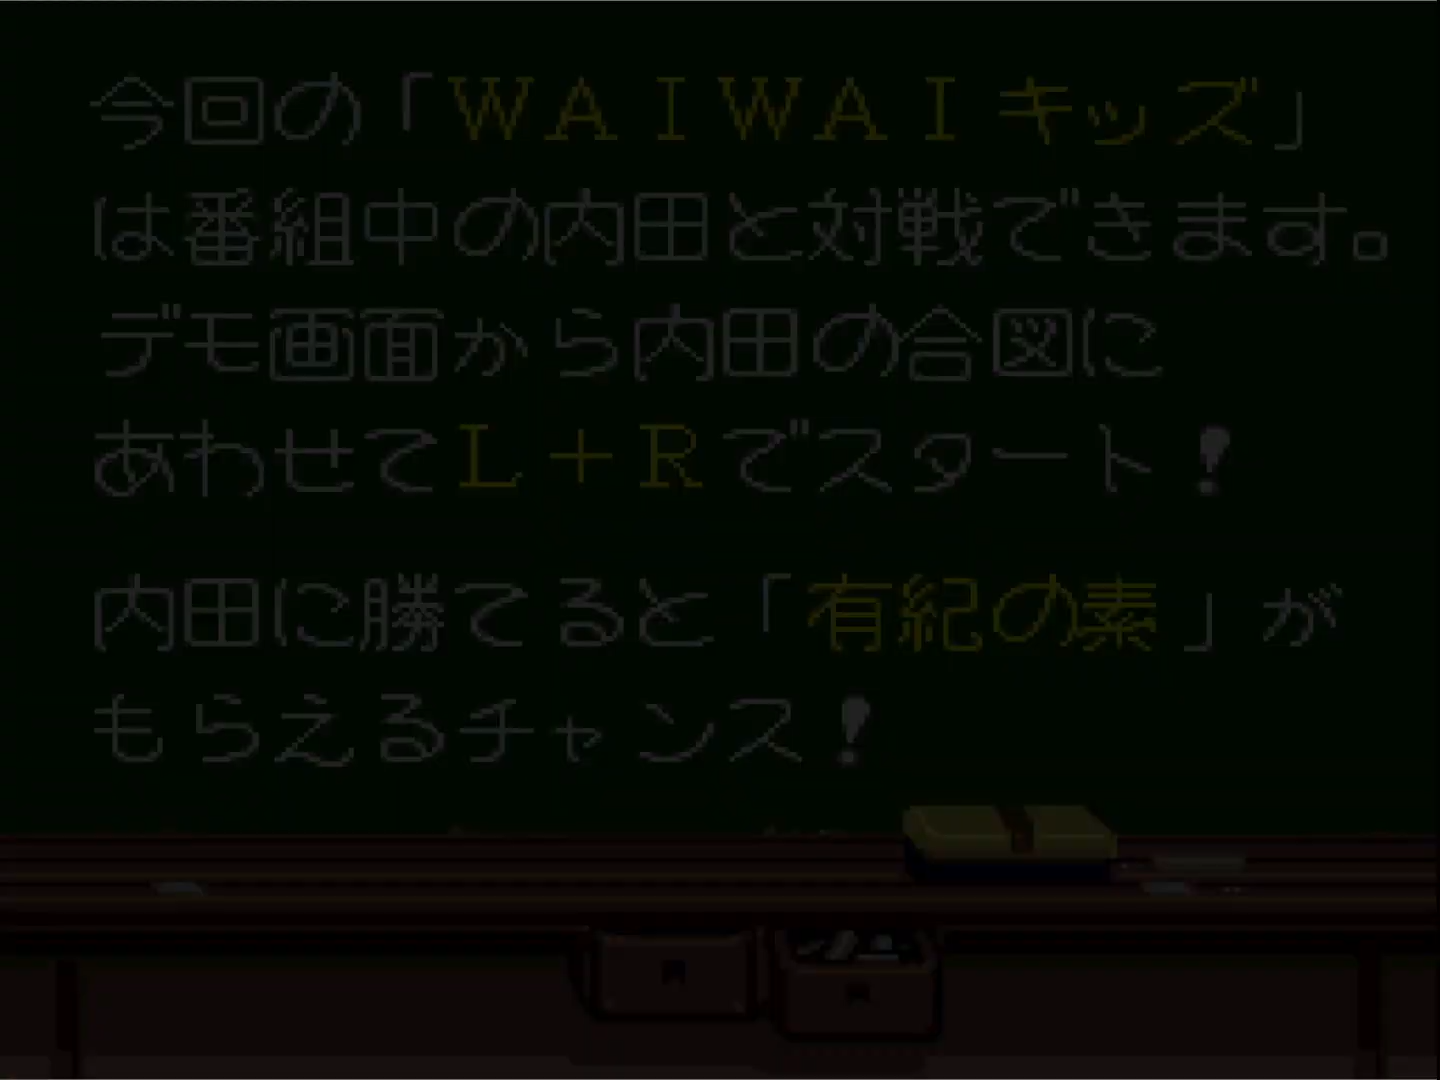 今回の「ＷＡＩＷＡＩキッズ」
は番組中の内田と対戦できます。
デモ画面から内田の合図に
あわせてＬ＋Ｒでスタート！
内田に勝てると「有紀の素」が
もらえるチャンス！